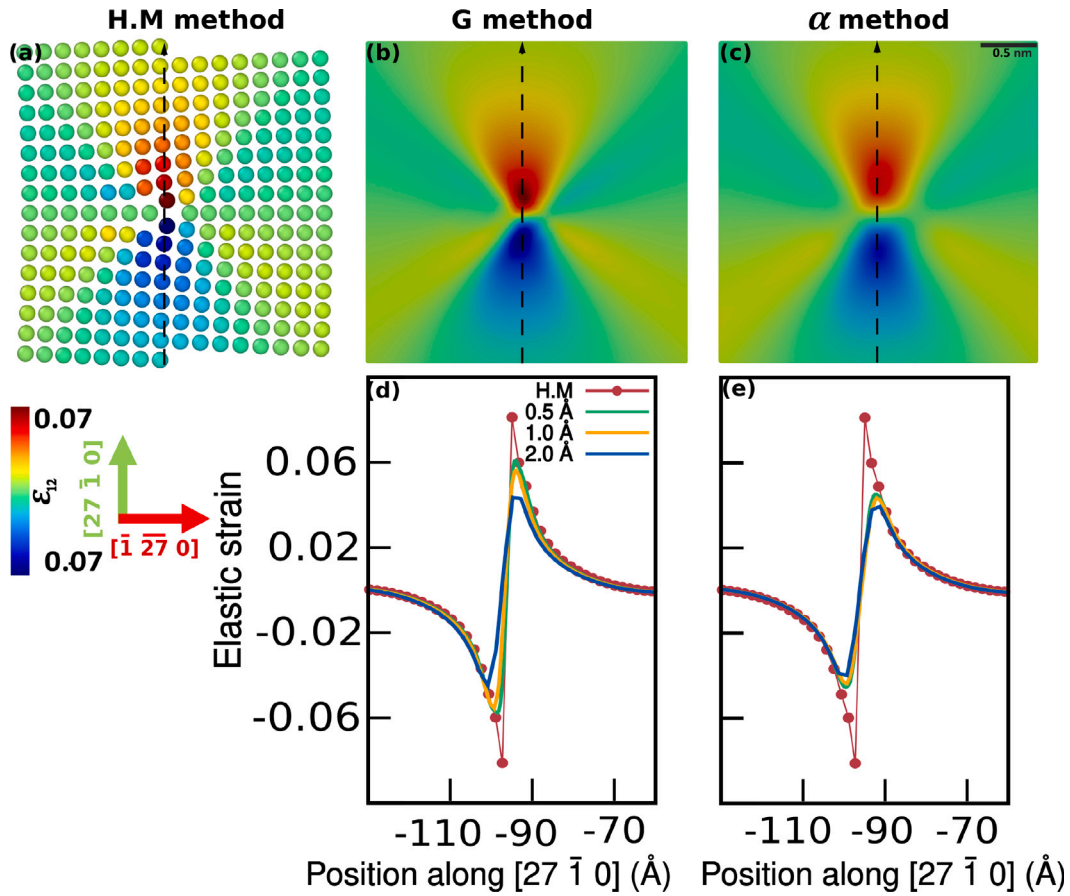 H.M method
G method
α method
(a)
(b)
(c)
0.5 nm
0.07
ε₁₂
0.07
[27 1̄ 0]
[1̄ 2̄7̄ 0]
(d)
H.M
0.5 Å
1.0 Å
2.0 Å
(e)
Elastic strain
0.06
0.02
-0.02
-0.06
-110 -90 -70
-110 -90 -70
Position along [27 1̄ 0] (Å)
Position along [27 1̄ 0] (Å)